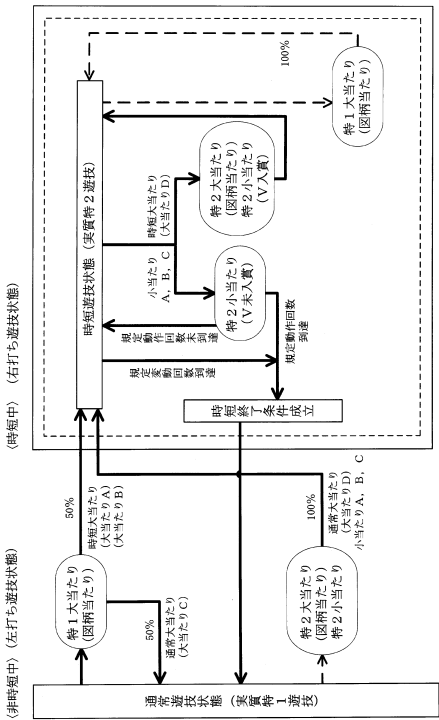 〈非時短中〉（左打ち遊技状態）
〈時短中〉（右打ち遊技状態）
通常遊技状態（実質特１遊技）
特１大当たり
（図柄当たり）
50%
時短大当たり
（大当たりA）
（大当たりB）
50%
通常大当たり
（大当たりC）
特２大当たり
（図柄当たり）
特２小当たり
100%
通常大当たり
（大当たりD）
小当たりA，B，C
時短遊技状態（実質特２遊技）
規定変動回数到達
規定動作回数未到達
小当たり
A，B，C
時短大当たり
（大当たりD）
特２小当たり
（V未入賞）
特２大当たり
（図柄当たり）
特２小当たり
（V入賞）
規定動作回数
到達
時短終了条件成立
100%
特１大当たり
（図柄当たり）